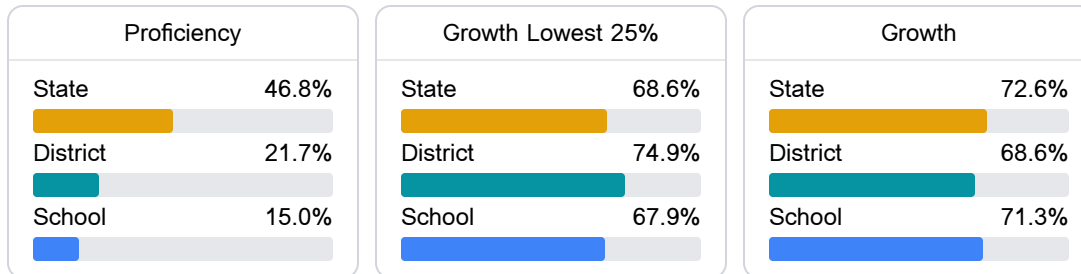 Proficiency
State 46.8%
District 21.7%
School 15.0%
Growth Lowest 25%
State 68.6%
District 74.9%
School 67.9%
Growth
State 72.6%
District 68.6%
School 71.3%